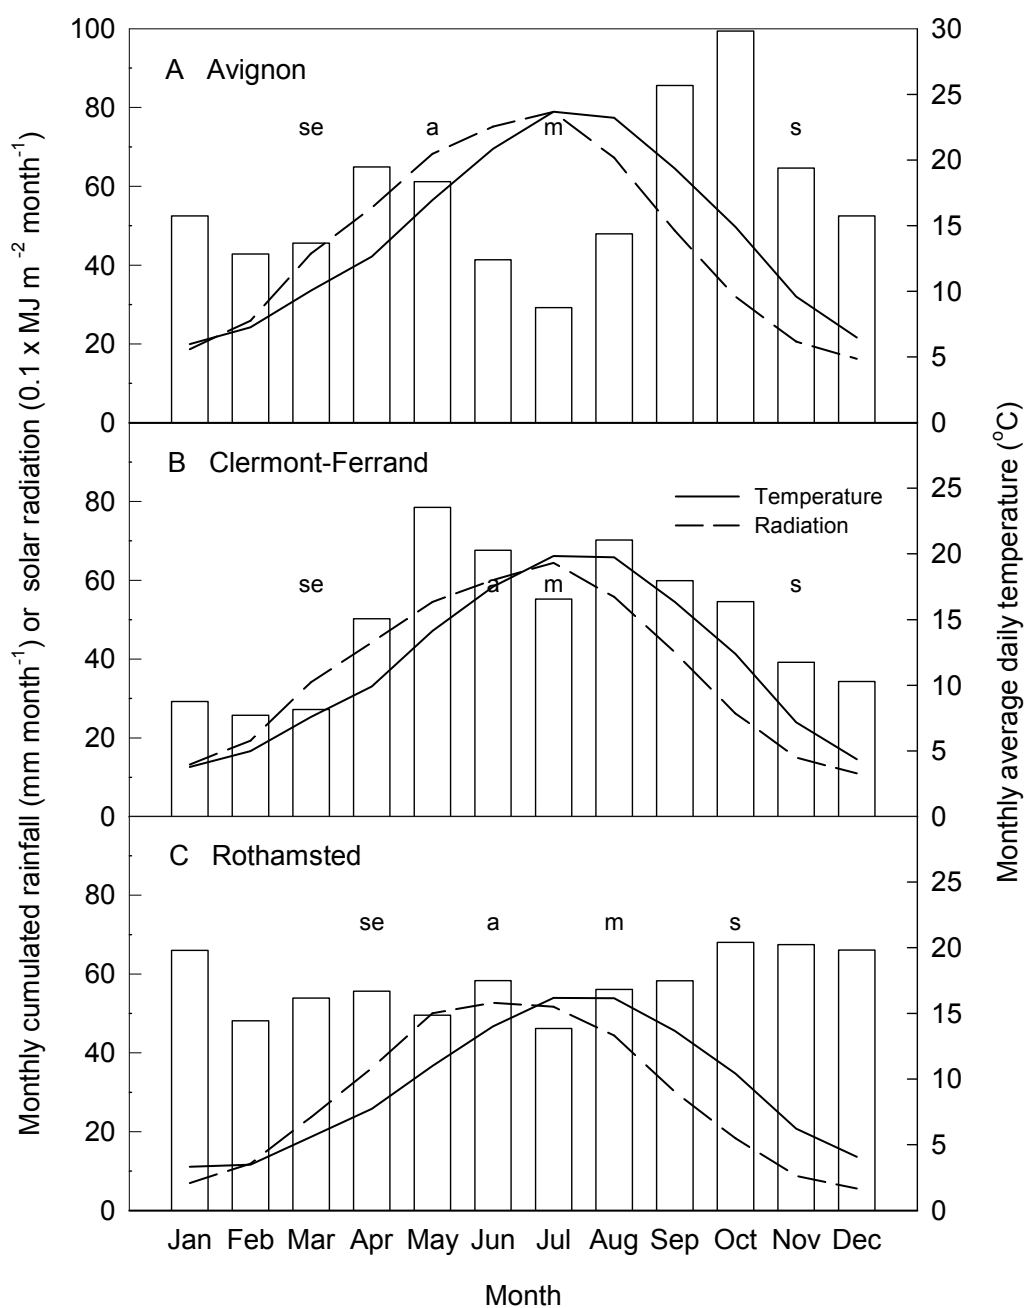 Monthly cumulated rainfall (mm month-1) or solar radiation (0.1 x MJ m -2 month-1)
100
80
60
40
20
0
A Avignon
se a m s
30
25
20
15
10
5
0
80
60
40
20
0
B Clermont-Ferrand
Temperature
Radiation
se a m s
25
20
15
10
5
0
80
60
40
20
0
C Rothamsted
se a m s
25
20
15
10
5
0
Monthly average daily temperature (oC)
Jan Feb Mar Apr May Jun Jul Aug Sep Oct Nov Dec
Month